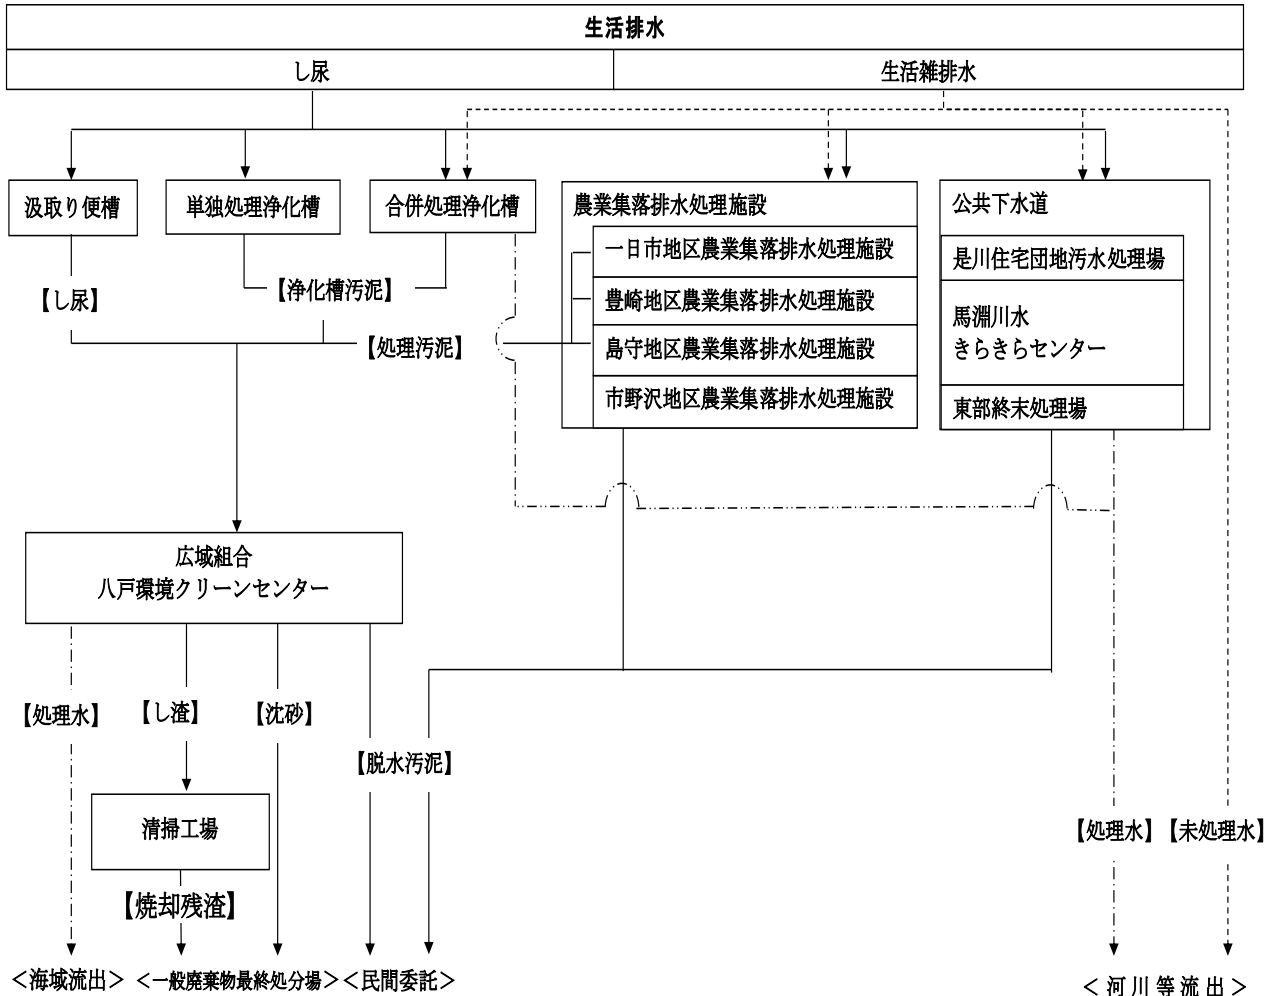 生活排水
し尿
生活雑排水
汲取り便槽
単独処理浄化槽
合併処理浄化槽
農業集落排水処理施設
公共下水道
一日市地区農業集落排水処理施設
是川住宅団地汚水処理場
【浄化槽汚泥】
【し尿】
豊崎地区農業集落排水処理施設
馬淵川水
きらきらセンター
【処理汚泥】
島守地区農業集落排水処理施設
市野沢地区農業集落排水処理施設
東部終末処理場
広域組合
八戸環境クリーンセンター
【処理水】
【し渣】
【沈砂】
【脱水汚泥】
清掃工場
【処理水】
【未処理水】
【焼却残渣】
＜海域流出＞
＜一般廃棄物最終処分場＞
＜民間委託＞
＜河川等流出＞